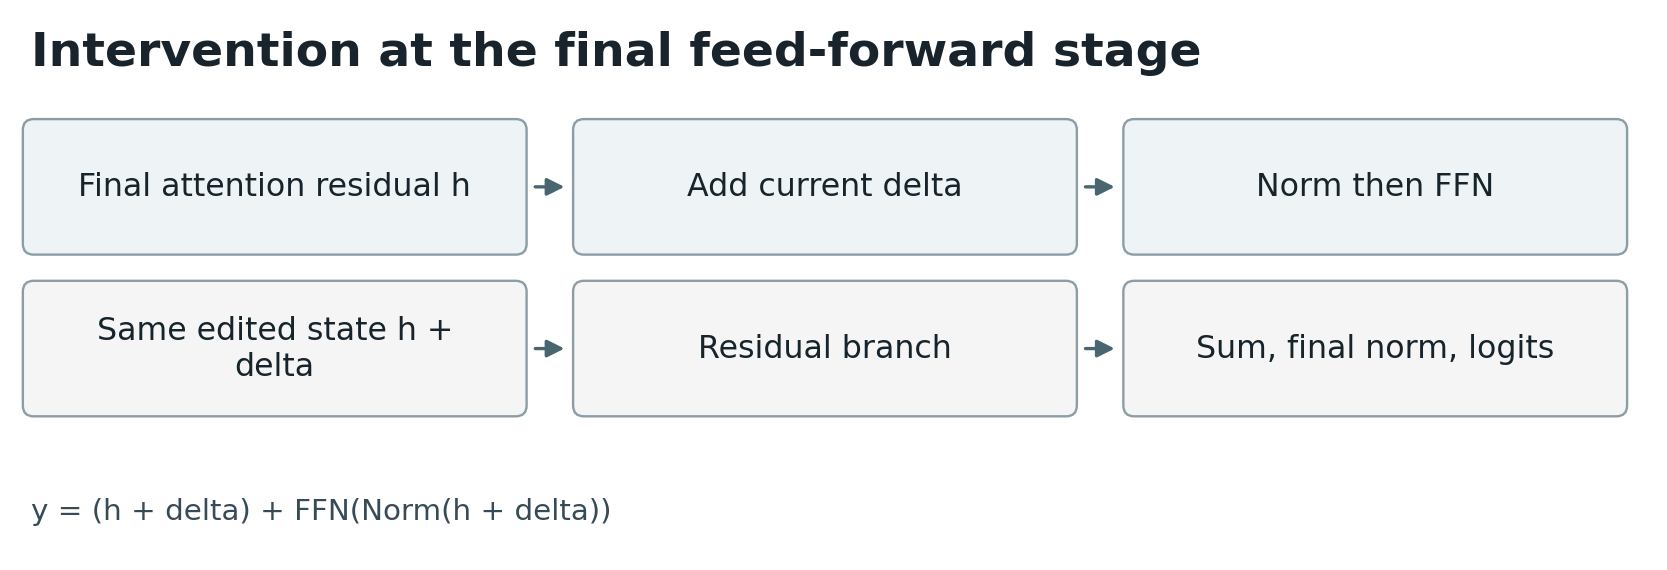 Intervention at the final feed-forward stage
Final attention residual h
Add current delta
Norm then FFN
Same edited state h +
delta
Residual branch
Sum, final norm, logits
y = (h + delta) + FFN(Norm(h + delta))